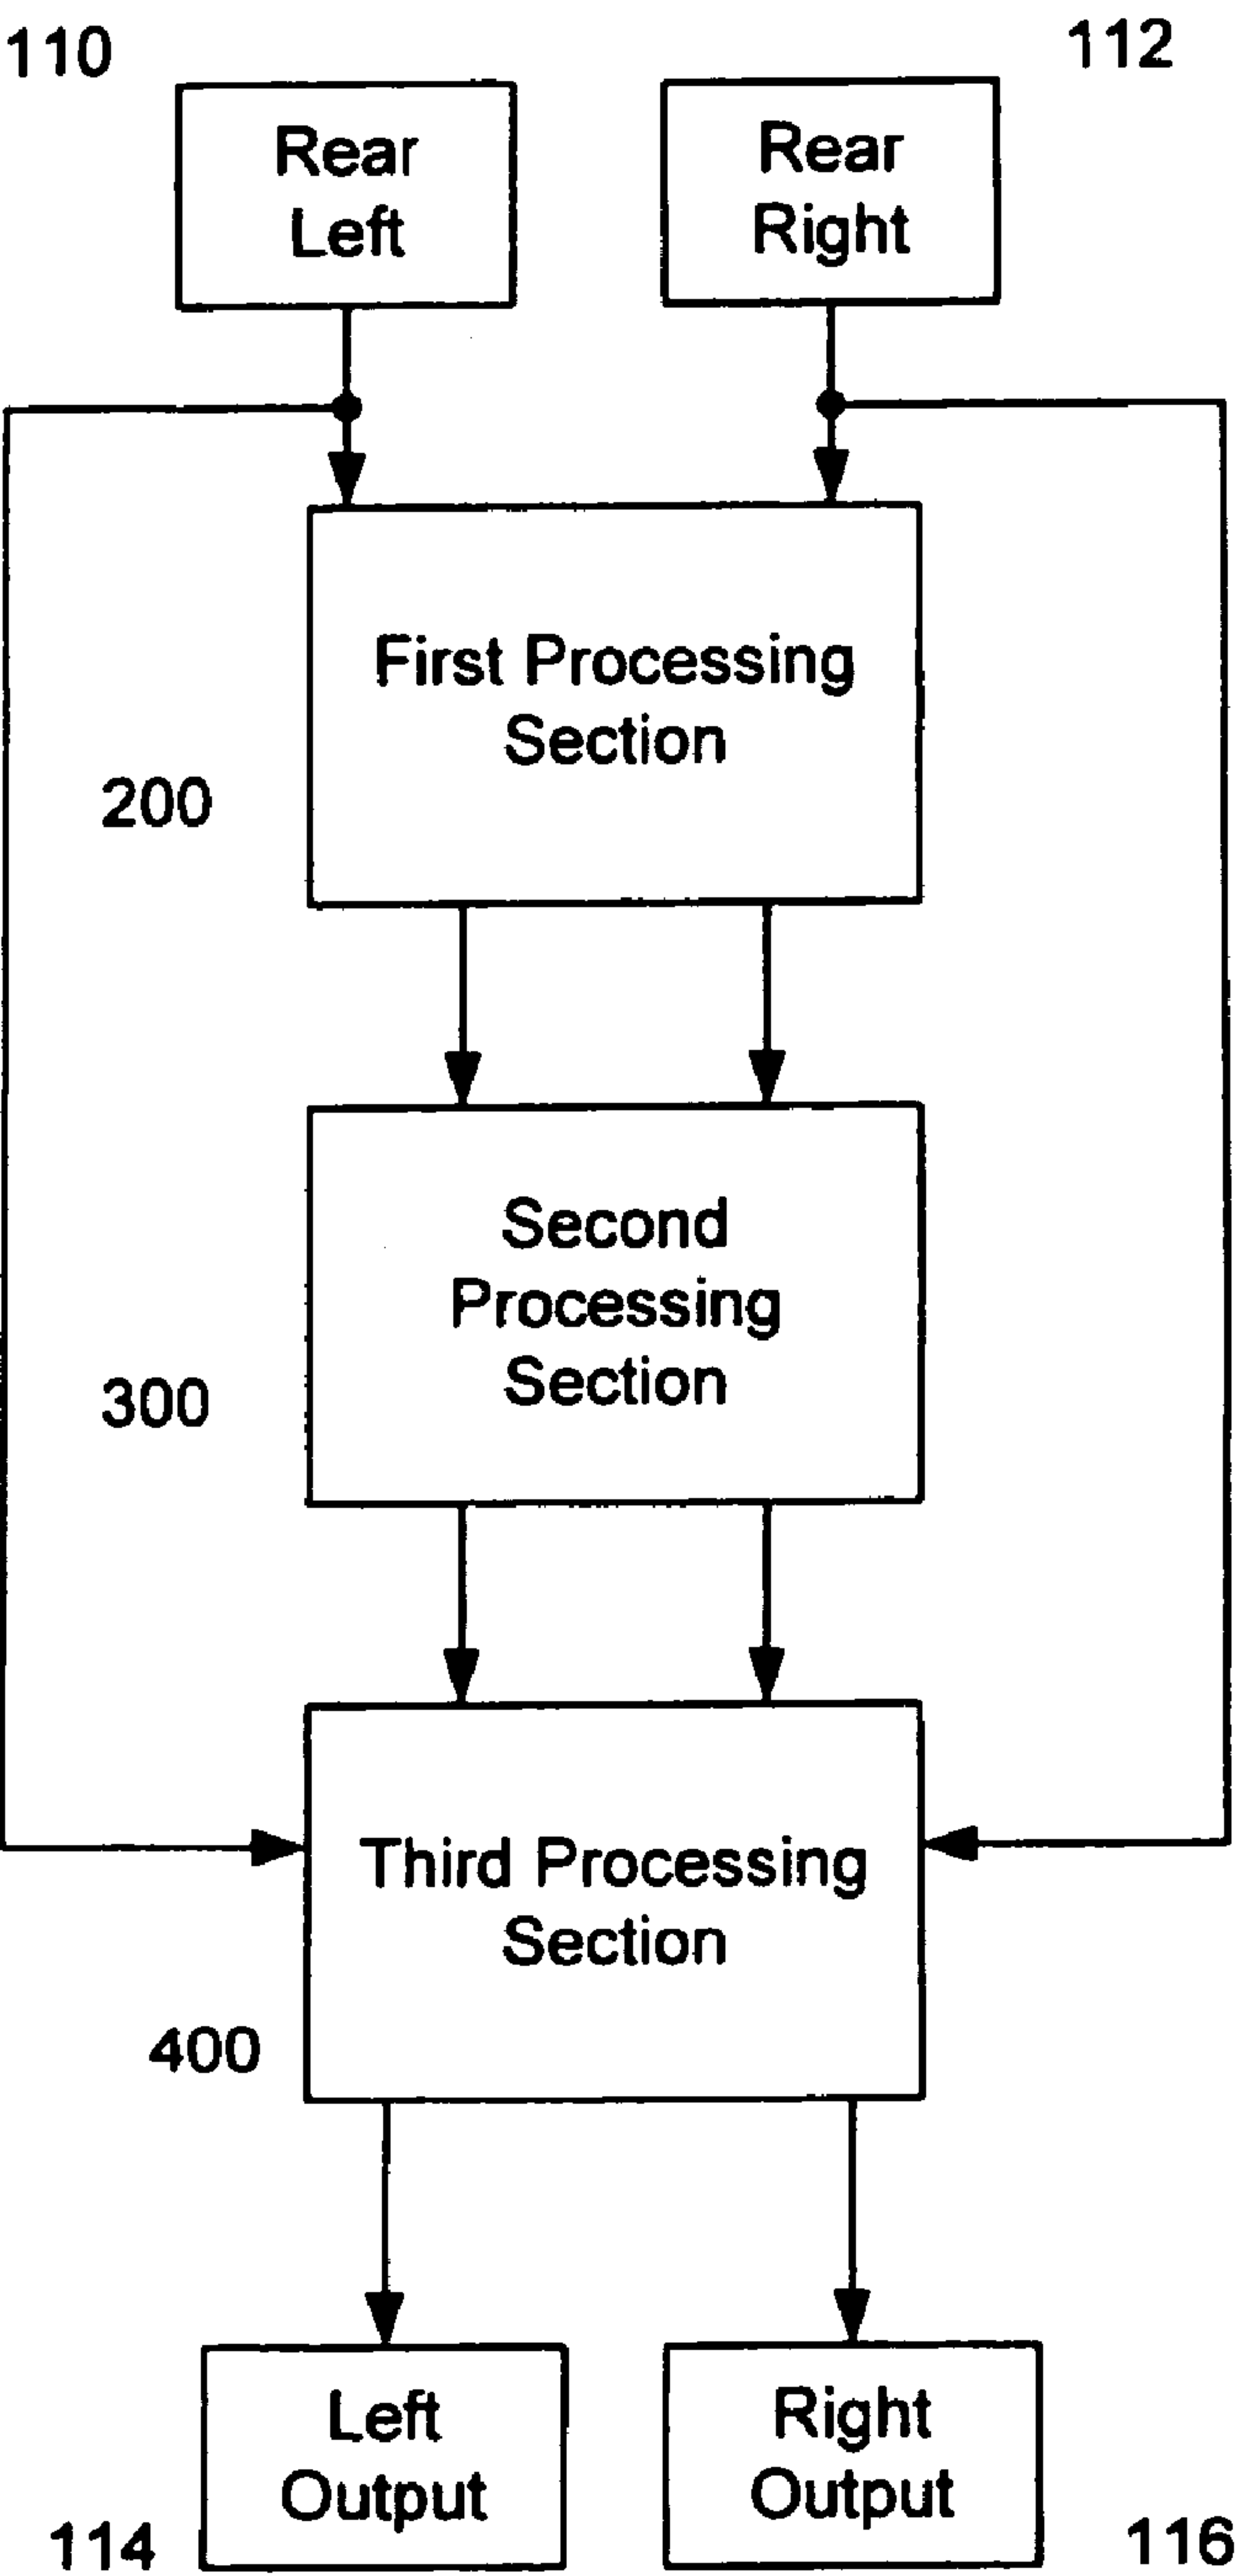 110
112
Rear
Left
Rear
Right
First Processing
Section
200
Second
Processing
Section
300
Third Processing
Section
400
Left
Output
Right
Output
114
116